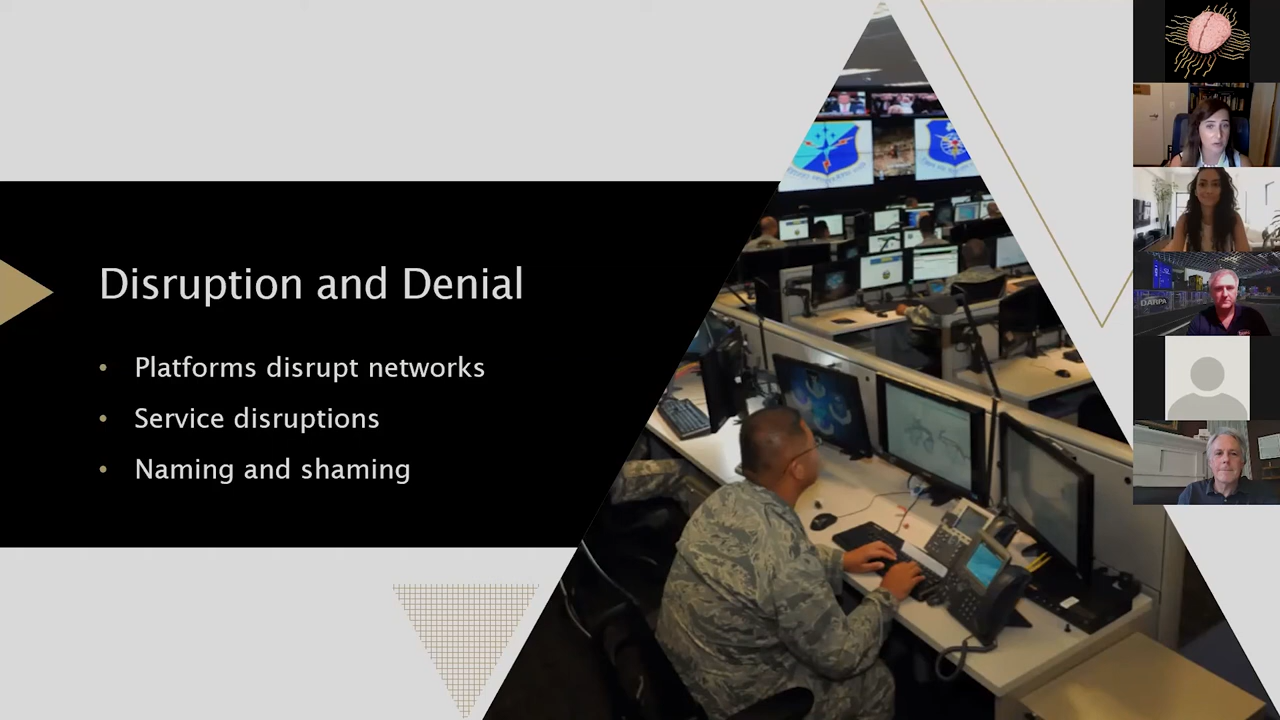 Disruption and Denial
• Platforms disrupt networks
• Service disruptions
• Naming and shaming
DARPA